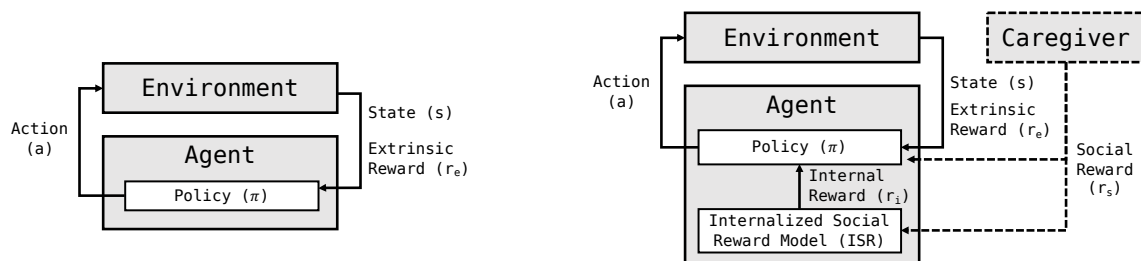 Environment
Action
(a)
State (s)
Extrinsic
Reward (rₑ)
Agent
Policy (π)
Environment
Caregiver
Action
(a)
State (s)
Extrinsic
Reward (rₑ)
Agent
Policy (π)
Internal
Reward (rᵢ)
Social
Reward
(rₛ)
Internalized Social
Reward Model (ISR)